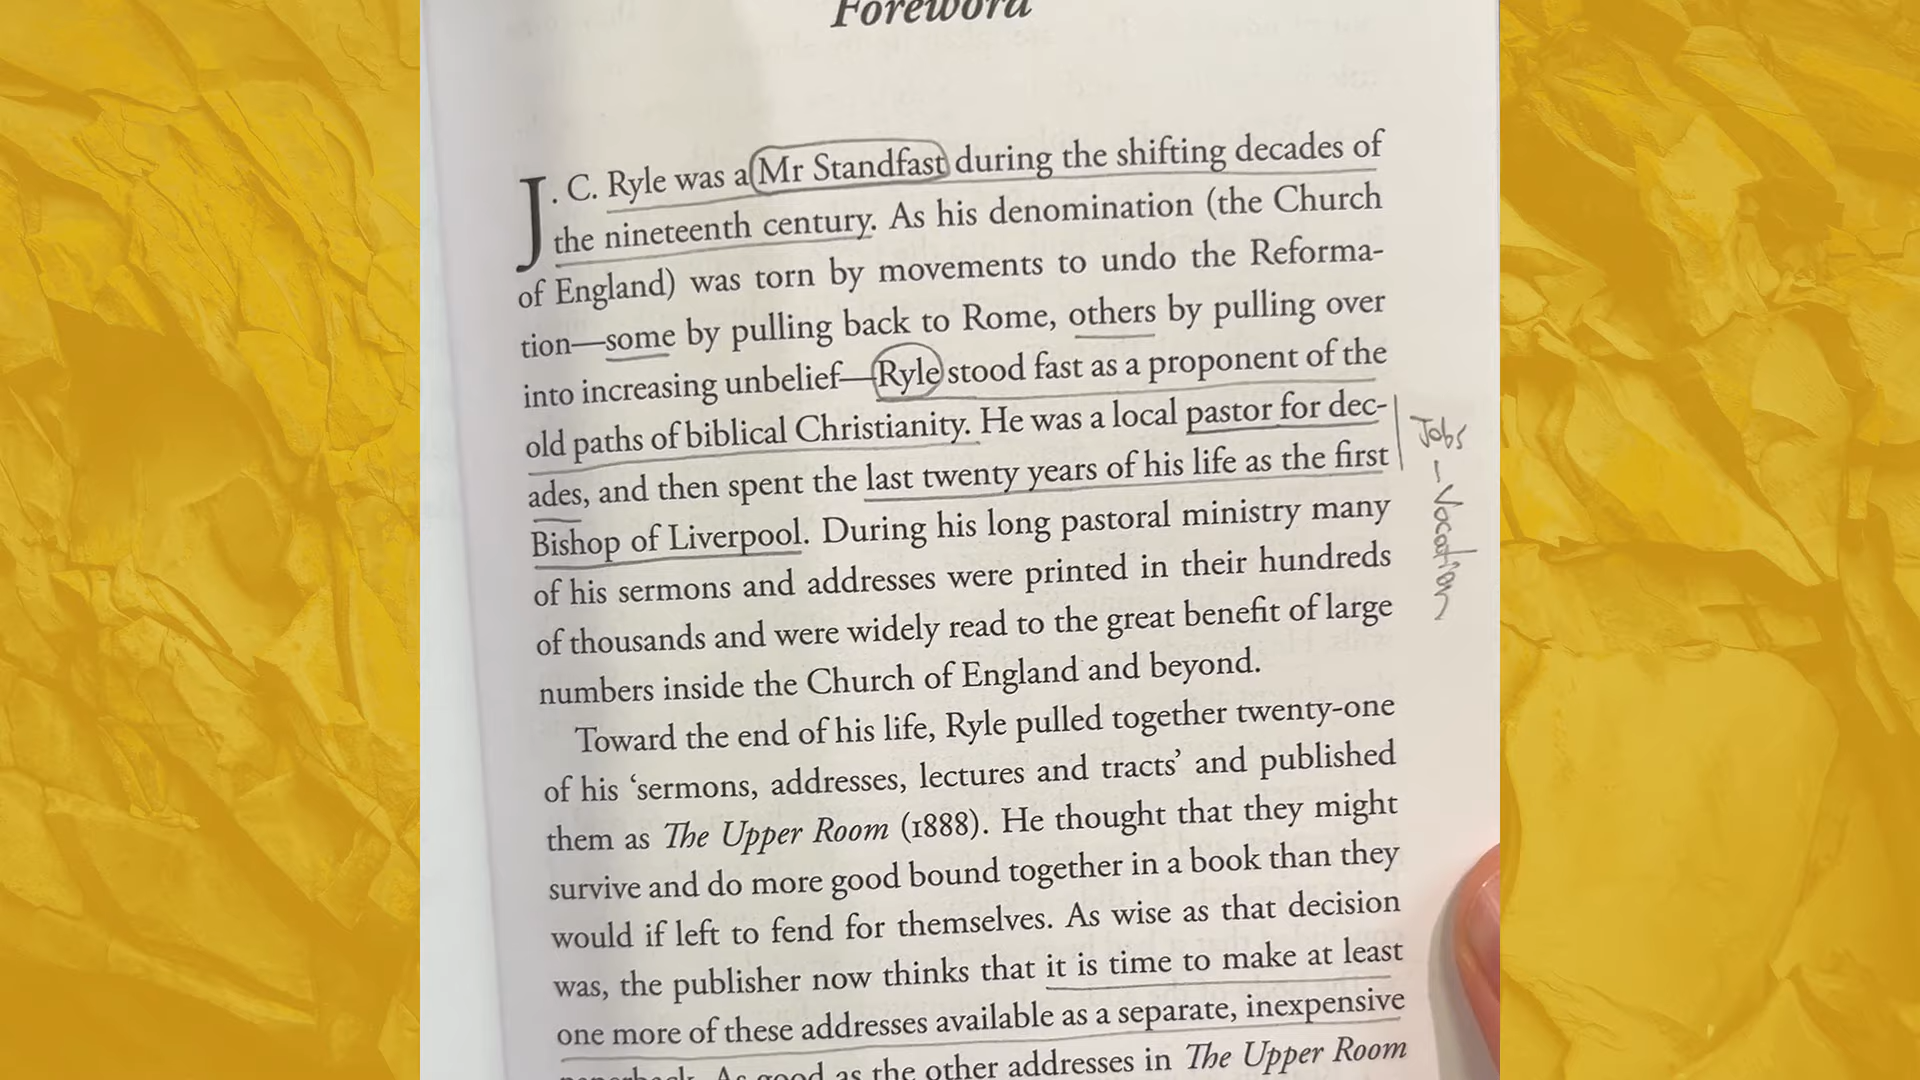 Foreword
J. C. Ryle was a Mr Standfast during the shifting decades of
the nineteenth century. As his denomination (the Church
of England) was torn by movements to undo the Reforma-
tion—some by pulling back to Rome, others by pulling over
into increasing unbelief—Ryle stood fast as a proponent of the
old paths of biblical Christianity. He was a local pastor for dec-
ades, and then spent the last twenty years of his life as the first
Bishop of Liverpool. During his long pastoral ministry many
of his sermons and addresses were printed in their hundreds
of thousands and were widely read to the great benefit of large
numbers inside the Church of England and beyond.
Toward the end of his life, Ryle pulled together twenty-one
of his ‘sermons, addresses, lectures and tracts’ and published
them as The Upper Room (1888). He thought that they might
survive and do more good bound together in a book than they
would if left to fend for themselves. As wise as that decision
was, the publisher now thinks that it is time to make at least
one more of these addresses available as a separate, inexpensive
paperback. As good as the other addresses in The Upper Room
Jobs – Vocation